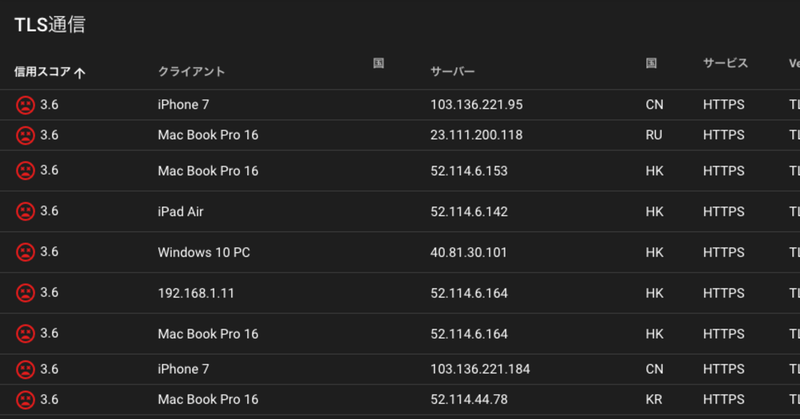 TLS通信
信用スコア クライアント 国 サーバー 国 サービス Ve
3.6 iPhone 7 103.136.221.95 CN HTTPS TL
3.6 Mac Book Pro 16 23.111.200.118 RU HTTPS TL
3.6 Mac Book Pro 16 52.114.6.153 HK HTTPS TL
3.6 iPad Air 52.114.6.142 HK HTTPS TL
3.6 Windows 10 PC 40.81.30.101 HK HTTPS TL
3.6 192.168.1.11 52.114.6.164 HK HTTPS TL
3.6 Mac Book Pro 16 52.114.6.164 HK HTTPS TL
3.6 iPhone 7 103.136.221.184 CN HTTPS TL
3.6 Mac Book Pro 16 52.114.44.78 KR HTTPS TL